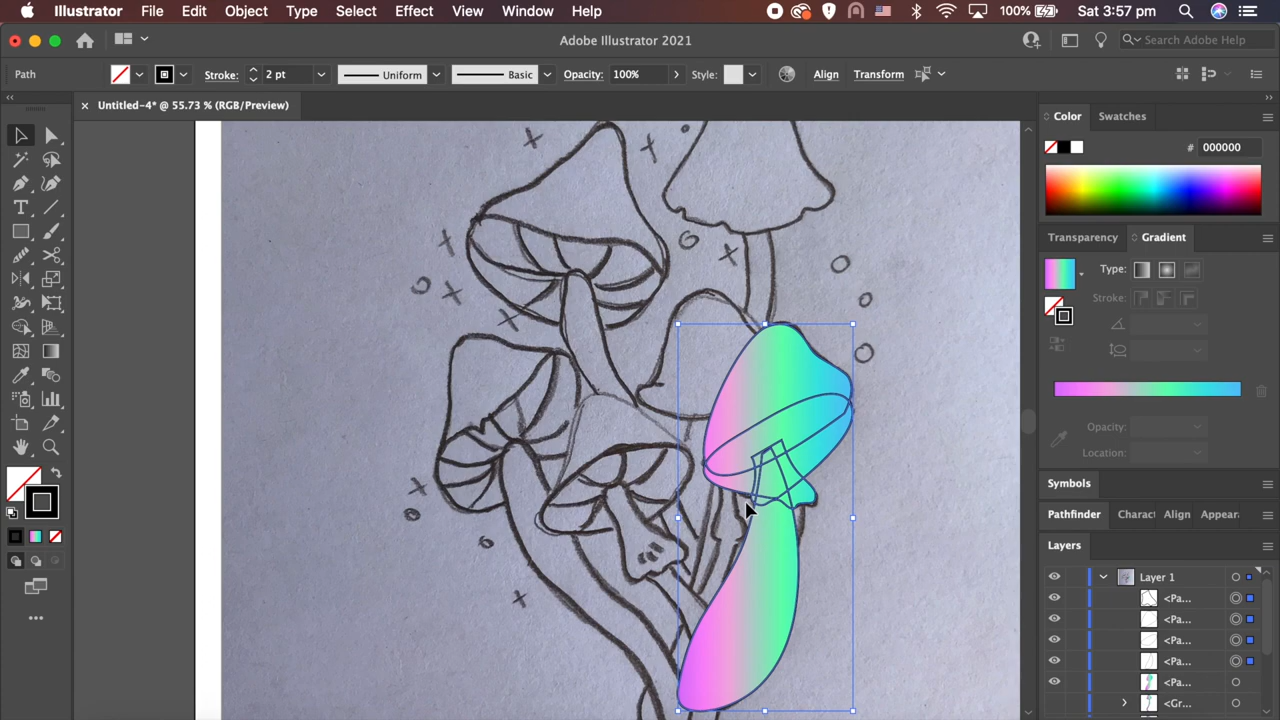 Illustrator File Edit Object Type Select Effect View Window Help 100% Sat 3:57 pm
Adobe Illustrator 2021 Search Adobe Help
Path Stroke: 2 pt Uniform Basic Opacity: 100% Style: Align Transform
× Untitled-4* @ 55.73 % (RGB/Preview)
Color Swatches
# 000000
Transparency Gradient
Type:
Stroke:
Opacity:
Location:
Symbols
Pathfinder Charact Align Appear
Layers
Layer 1
<Pa...
<Pa...
<Pa...
<Pa...
<Pa...
<Gr...